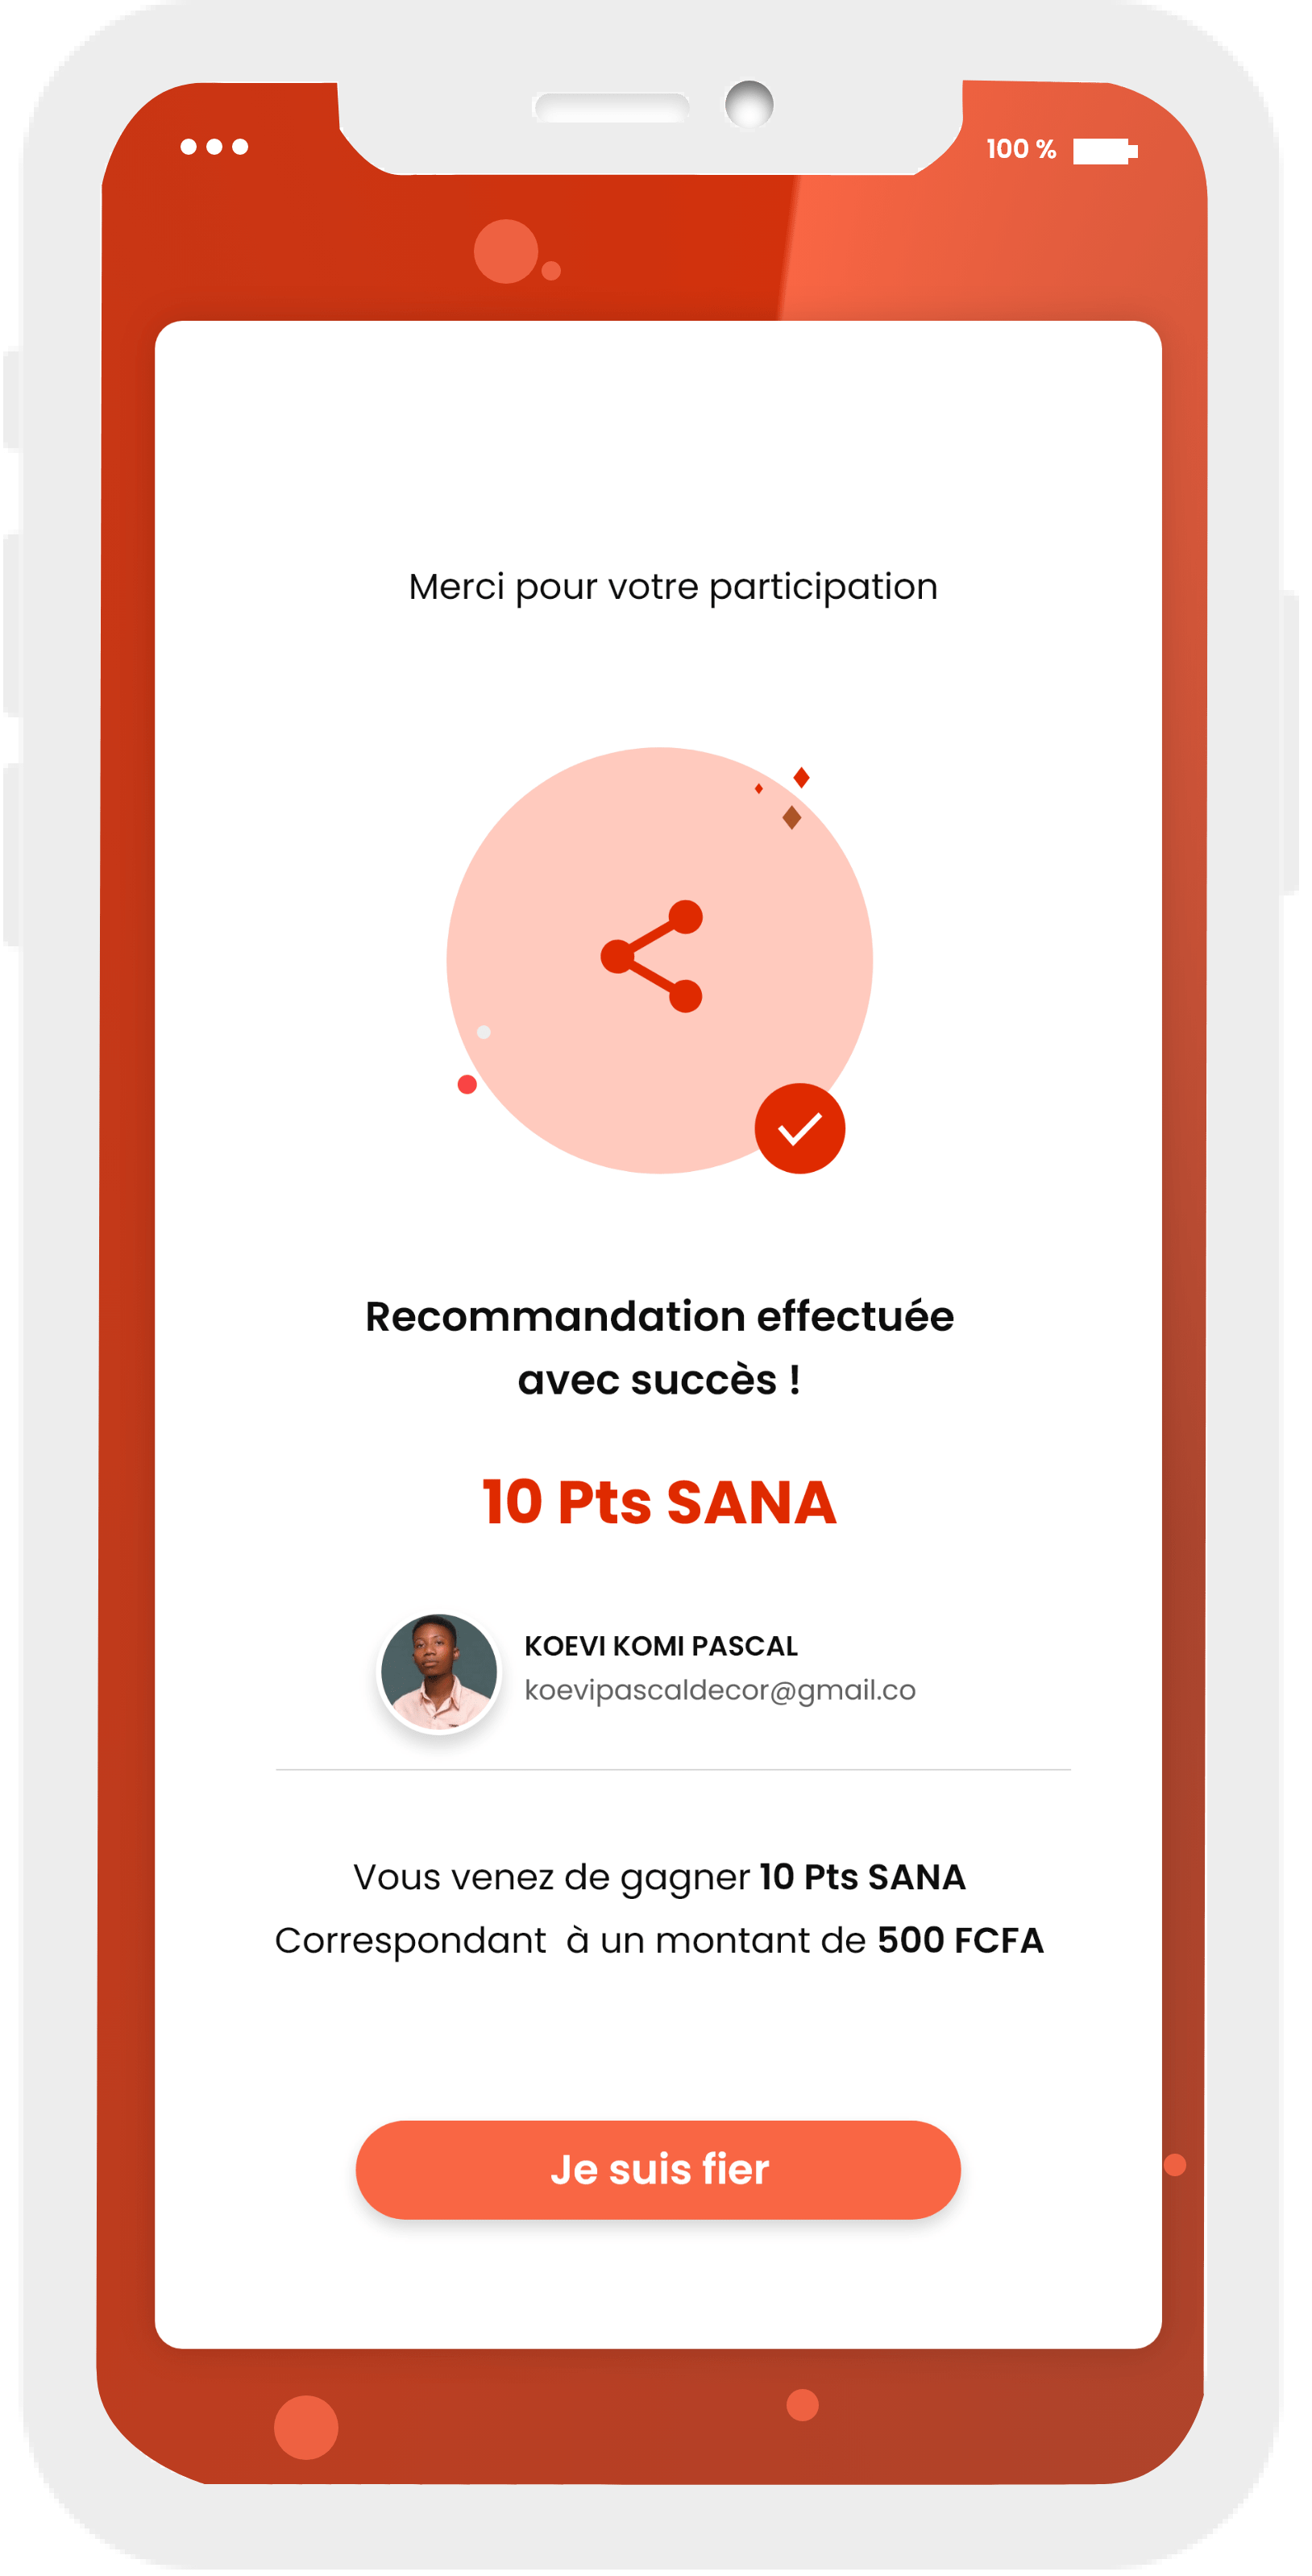 100 %
Merci pour votre participation
Recommandation effectuée
avec succès !
10 Pts SANA
KOEVI KOMI PASCAL
koevipascaldecor@gmail.co
Vous venez de gagner 10 Pts SANA
Correspondant  à un montant de 500 FCFA
Je suis fier